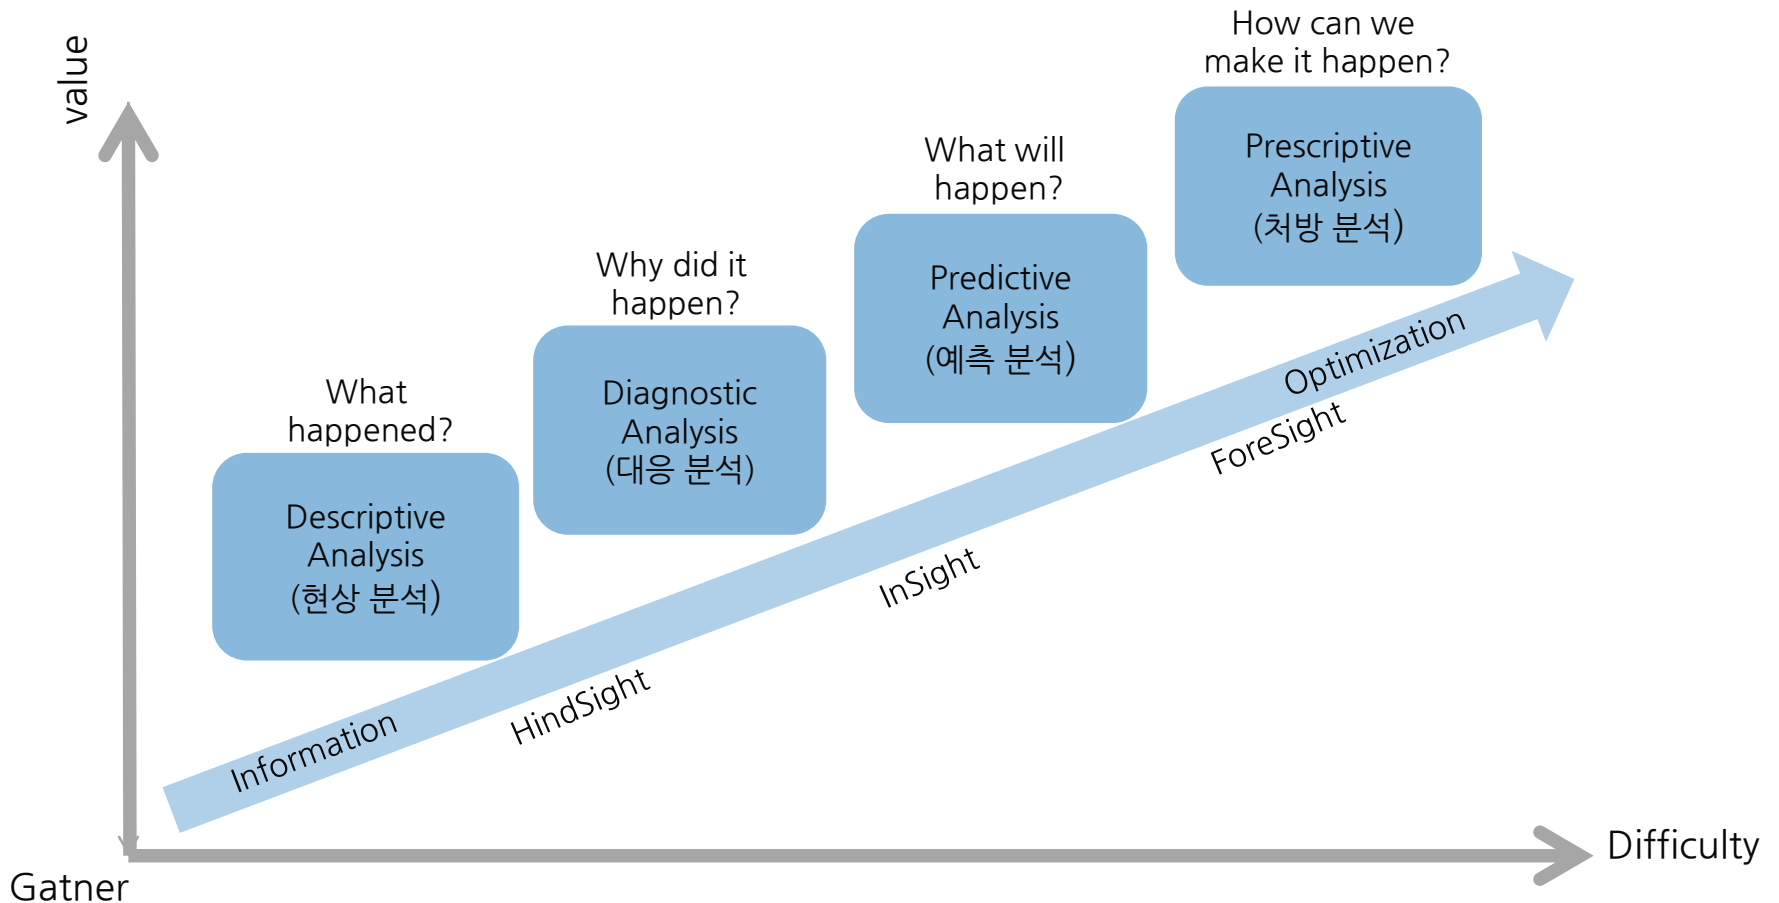 value
How can we
make it happen?
Prescriptive
Analysis
(처방 분석)
What will
happen?
Predictive
Analysis
(예측 분석)
Why did it
happen?
Diagnostic
Analysis
(대응 분석)
What
happened?
Descriptive
Analysis
(현상 분석)
Information
HindSight
InSight
ForeSight
Optimization
Difficulty
Gatner